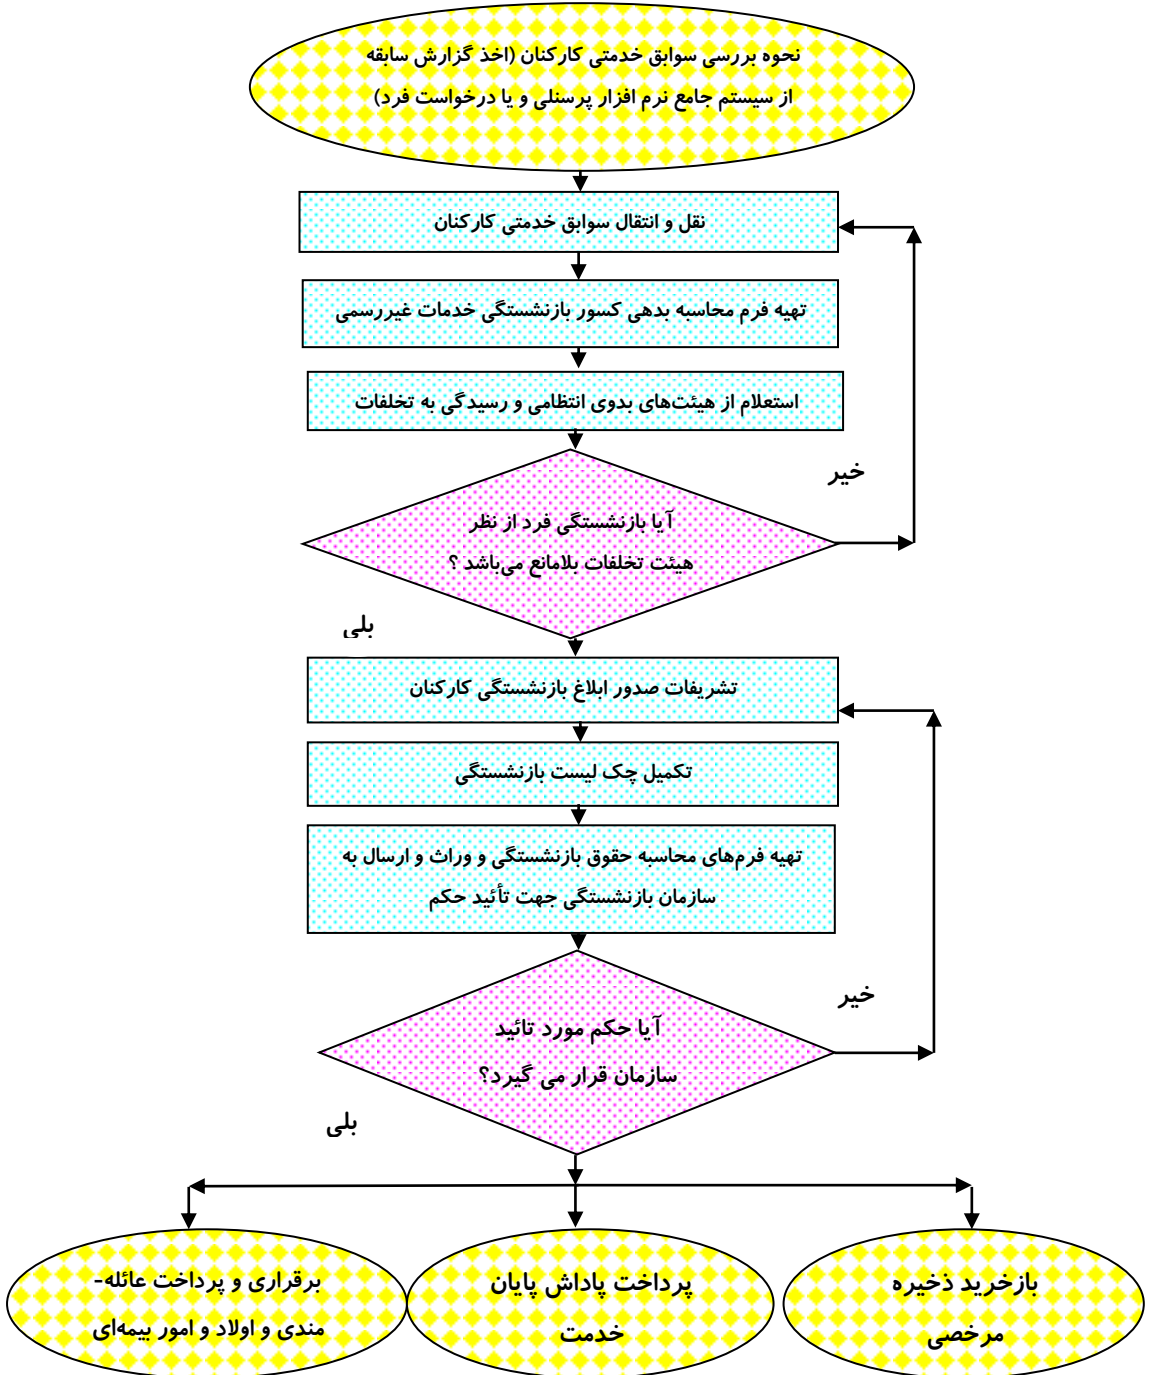 نحوه بررسی سوابق خدمتی کارکنان (اخذ گزارش سابقه
از سیستم جامع نرم افزار پرسنلی و یا درخواست فرد)
نقل و انتقال سوابق خدمتی کارکنان
تهیه فرم محاسبه بدهی کسور بازنشستگی خدمات غیررسمی
استعلام از هیئت‌های بدوی انتظامی و رسیدگی به تخلفات
خیر
آیا بازنشستگی فرد از نظر
هیئت تخلفات بلامانع می‌باشد ؟
بلی
تشریفات صدور ابلاغ بازنشستگی کارکنان
تکمیل چک لیست بازنشستگی
تهیه فرم‌های محاسبه حقوق بازنشستگی و وراث و ارسال به
سازمان بازنشستگی جهت تأئید حکم
خیر
آیا حکم مورد تائید
سازمان قرار می گیرد؟
بلی
بازخرید ذخیره
مرخصی
پرداخت پاداش پایان
خدمت
برقراری و پرداخت عائله-
مندی و اولاد و امور بیمه‌ای